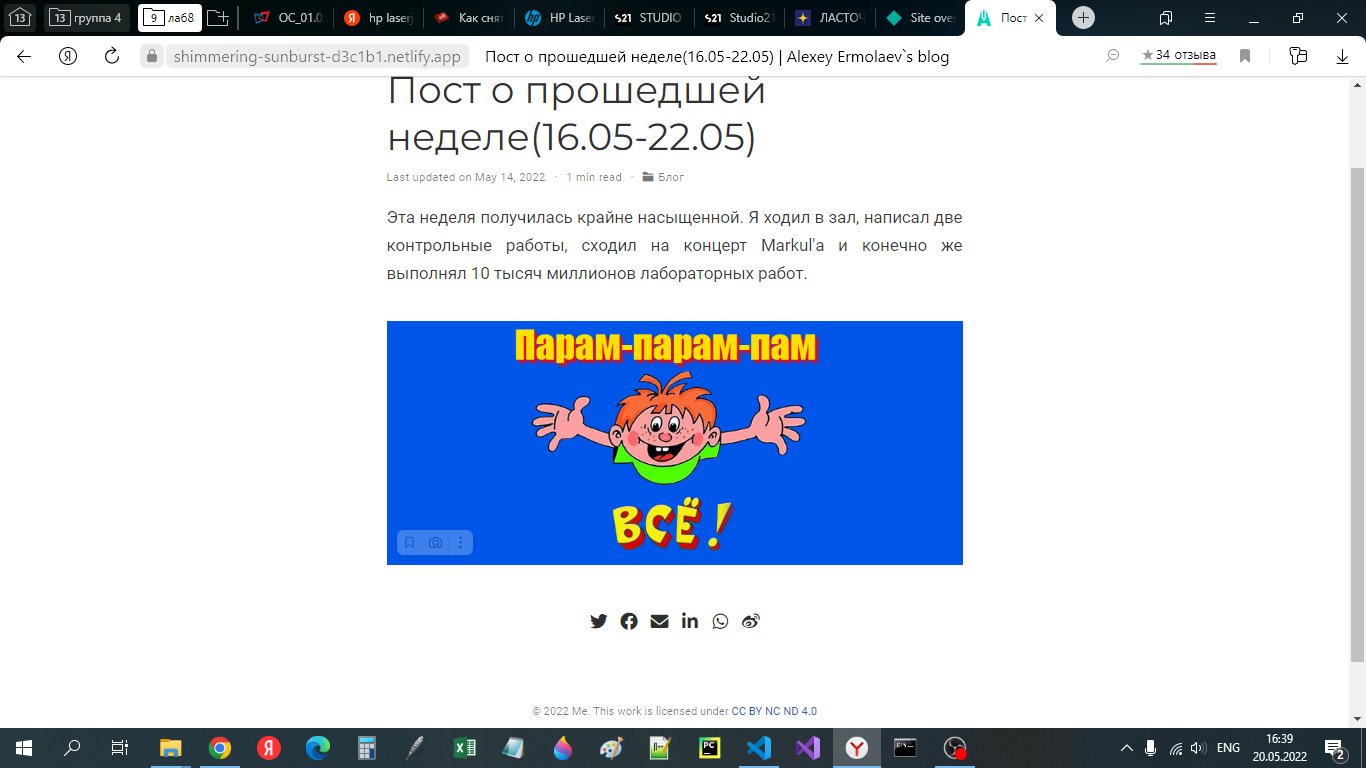 13
13 группа 4
9 лаб8
ОС_01.0
hp laserj
Как снят
HP Laser
S21 STUDIO
S21 Studio21
ЛАСТОЧ
Site over
Пост
shimmering-sunburst-d3c1b1.netlify.app
Пост о прошедшей неделе(16.05-22.05) | Alexey Ermolaev`s blog
★34 отзыва
Пост о прошедшей
неделе(16.05-22.05)
Last updated on May 14, 2022 · 1 min read · Блог
Эта неделя получилась крайне насыщенной. Я ходил в зал, написал две
контрольные работы, сходил на концерт Markul'a и конечно же
выполнял 10 тысяч миллионов лабораторных работ.
Парам-парам-пам
ВСЁ!
© 2022 Me. This work is licensed under CC BY NC ND 4.0
ENG
16:39
20.05.2022
2